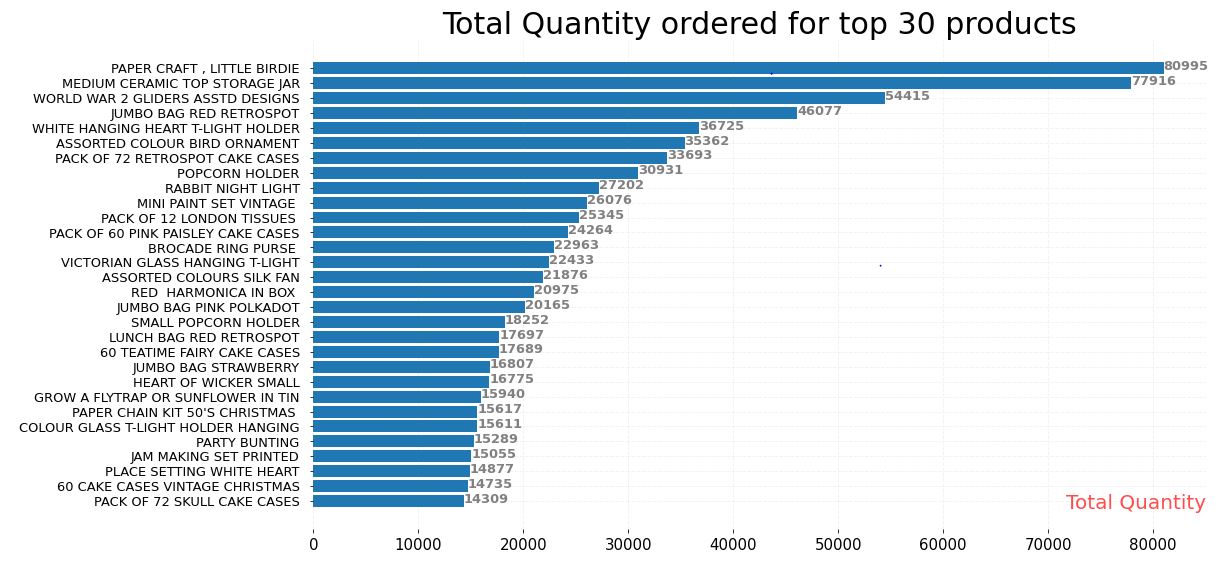 Total Quantity ordered for top 30 products
PAPER CRAFT , LITTLE BIRDIE 80995
MEDIUM CERAMIC TOP STORAGE JAR 77916
WORLD WAR 2 GLIDERS ASSTD DESIGNS 54415
JUMBO BAG RED RETROSPOT 46077
WHITE HANGING HEART T-LIGHT HOLDER 36725
ASSORTED COLOUR BIRD ORNAMENT 35362
PACK OF 72 RETROSPOT CAKE CASES 33693
POPCORN HOLDER 30931
RABBIT NIGHT LIGHT 27202
MINI PAINT SET VINTAGE 26076
PACK OF 12 LONDON TISSUES 25345
PACK OF 60 PINK PAISLEY CAKE CASES 24264
BROCADE RING PURSE 22963
VICTORIAN GLASS HANGING T-LIGHT 22433
ASSORTED COLOURS SILK FAN 21876
RED  HARMONICA IN BOX 20975
JUMBO BAG PINK POLKADOT 20165
SMALL POPCORN HOLDER 18252
LUNCH BAG RED RETROSPOT 17697
60 TEATIME FAIRY CAKE CASES 17689
JUMBO BAG STRAWBERRY 16807
HEART OF WICKER SMALL 16775
GROW A FLYTRAP OR SUNFLOWER IN TIN 15940
PAPER CHAIN KIT 50'S CHRISTMAS 15617
COLOUR GLASS T-LIGHT HOLDER HANGING 15611
PARTY BUNTING 15289
JAM MAKING SET PRINTED 15055
PLACE SETTING WHITE HEART 14877
60 CAKE CASES VINTAGE CHRISTMAS 14735
PACK OF 72 SKULL CAKE CASES 14309
Total Quantity
0 10000 20000 30000 40000 50000 60000 70000 80000